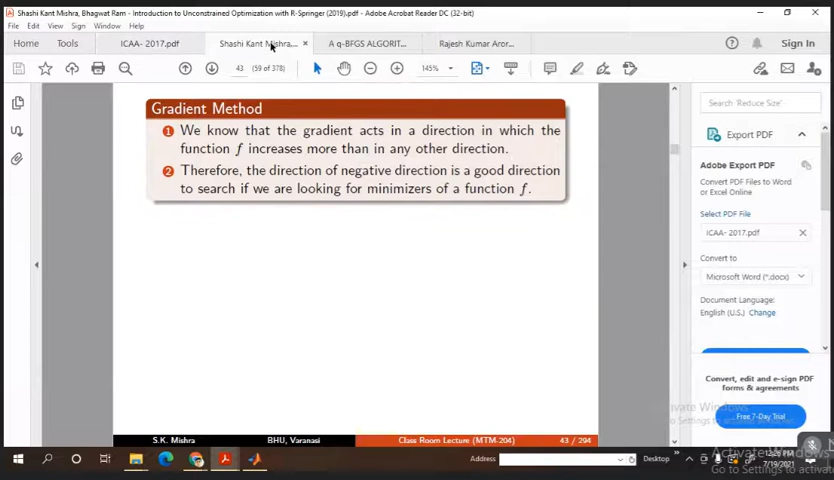 Shashi Kant Mishra, Bhagwat Ram - Introduction to Unconstrained Optimization with R-Springer (2019).pdf - Adobe Acrobat Reader DC (32-bit)
File Edit View Sign Window Help
Home Tools ICAA- 2017.pdf Shashi Kant Mishra,... × A q-BFGS ALGORIT... Rajesh Kumar Aror... Sign In
43 (59 of 378) 145%
Gradient Method
1 We know that the gradient acts in a direction in which the
function f increases more than in any other direction.
2 Therefore, the direction of negative direction is a good direction
to search if we are looking for minimizers of a function f.
S.K. Mishra BHU, Varanasi Class Room Lecture (MTM-204) 43 / 294
Search 'Reduce Size'
Export PDF
Adobe Export PDF
Convert PDF Files to Word
or Excel Online
Select PDF File
ICAA- 2017.pdf ×
Convert to
Microsoft Word (*.docx)
Document Language:
English (U.S.) Change
Convert, edit and e-sign PDF
forms & agreements
Free 7-Day Trial
Activate Windows
Go to Settings to activate
Address Desktop
7/19/2021